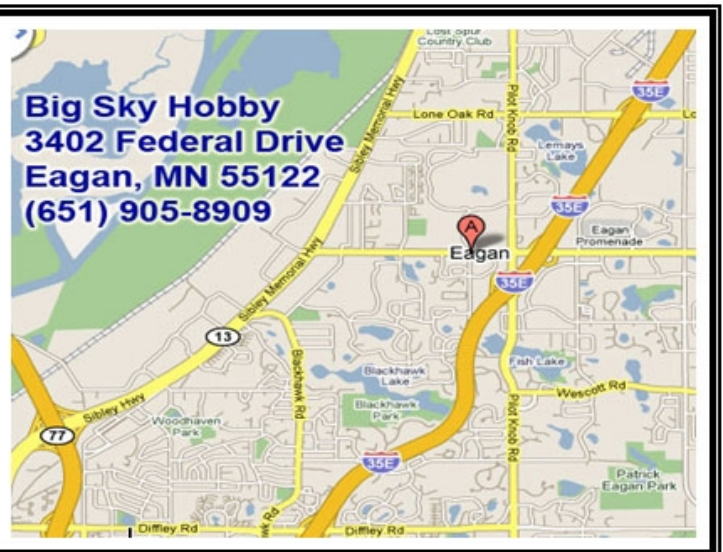 Big Sky Hobby
3402 Federal Drive
Eagan, MN 55122
(651) 905-8909
Lost Spur
Country Club
Sibley Memorial Hwy
Pilot Knob Rd
35E
Lone Oak Rd
Lo
Lemays
Lake
35E
A
Eagan
Eagan
Promenade
Sibley Memorial Hwy
35E
13
Blackhawk Rd
Blackhawk
Lake
Fish Lake
Blackhawk
Park
Wescott Rd
Sibley Hwy
Woodhaven
Park
77
Pilot Knob Rd
35E
Patrick
Eagan Park
Diffley Rd
wk Rd
Diffley Rd